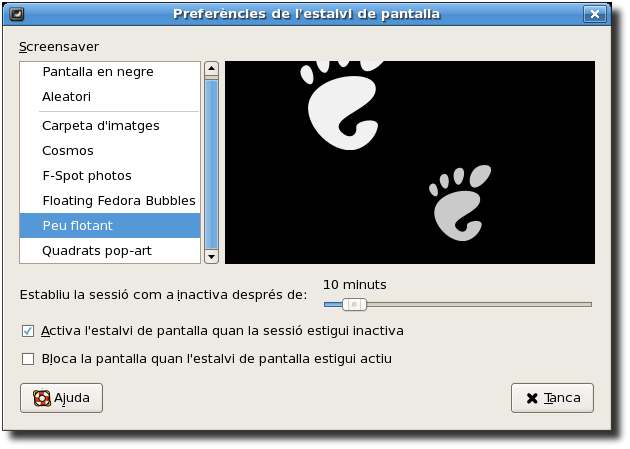 Preferències de l'estalvi de pantalla
Screensaver
Pantalla en negre
Aleatori
Carpeta d'imatges
Cosmos
F-Spot photos
Floating Fedora Bubbles
Peu flotant
Quadrats pop-art
10 minuts
Establiu la sessió com a inactiva després de:
Activa l'estalvi de pantalla quan la sessió estigui inactiva
Bloca la pantalla quan l'estalvi de pantalla estigui actiu
Ajuda
Tanca